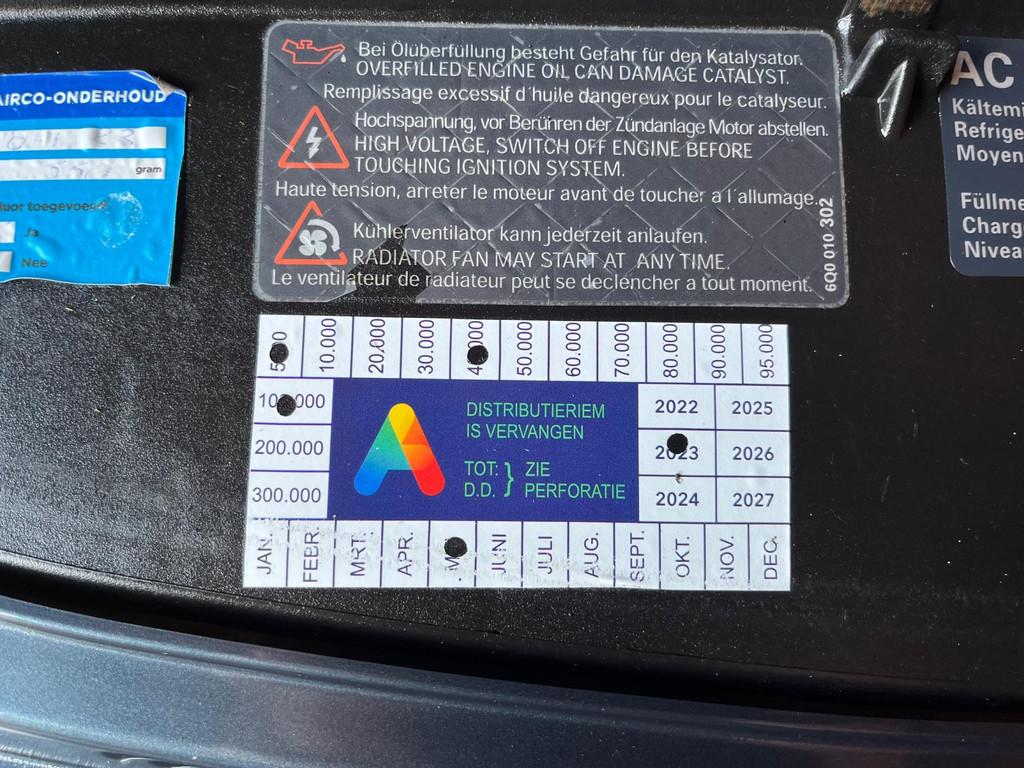 AIRCO-ONDERHOUD
gram
toegevoegd?
Ja
Nee
Bei Ölüberfüllung besteht Gefahr für den Katalysator.
OVERFILLED ENGINE OIL CAN DAMAGE CATALYST.
Remplissage excessif d'huile dangereux pour le catalyseur.
Hochspannung, vor Berühren der Zündanlage Motor abstellen.
HIGH VOLTAGE, SWITCH OFF ENGINE BEFORE
TOUCHING IGNITION SYSTEM.
Haute tension, arreter le moteur avant de toucher a l'allumage.
Kühlerventilator kann jederzeit anlaufen.
RADIATOR FAN MAY START AT ANY TIME.
Le ventilateur de radiateur peut se declencher a tout moment.
6Q0 010 302
AC
Kältemi
Refrige
Moyen
Füllme
Charg
Niveau
10.000
20.000
30.000
50.000
60.000
70.000
80.000
90.000
95.000
200.000
300.000
DISTRIBUTIERIEM
IS VERVANGEN
TOT: } ZIE
D.D. PERFORATIE
2022 2025
2023 2026
2024 2027
JAN. FEBR. MRT. APR. JUNI JULI AUG. SEPT. OKT. NOV. DEC.